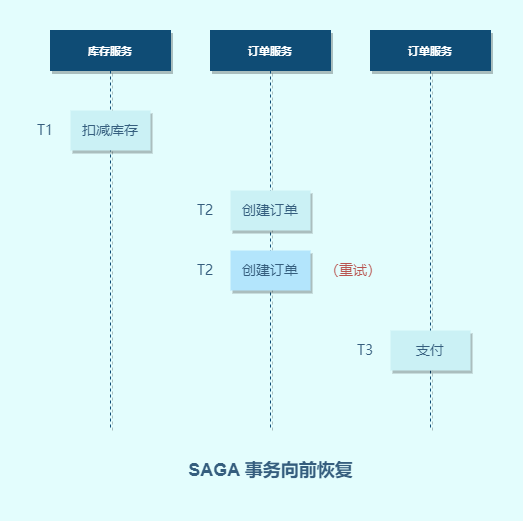 库存服务 订单服务 订单服务
T1 扣减库存
T2 创建订单
T2 创建订单 （重试）
T3 支付
SAGA 事务向前恢复